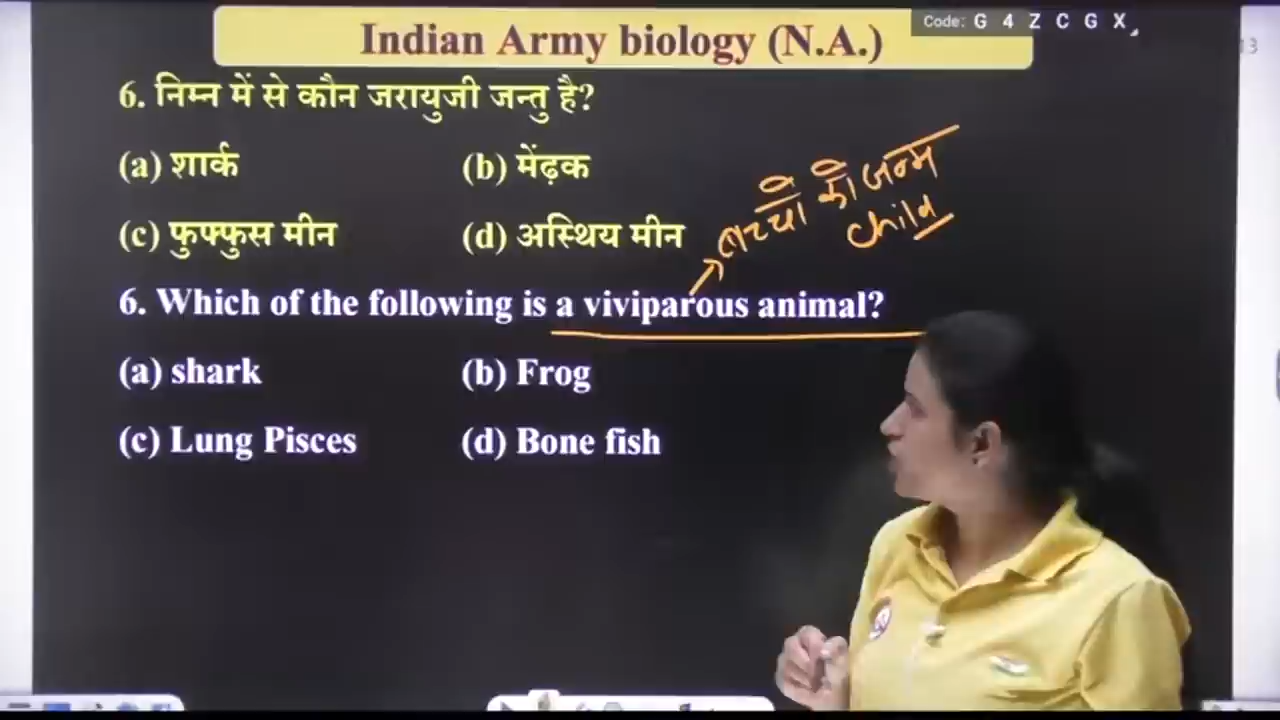 Indian Army biology (N.A.)
Code: G 4 Z C G X
13
6. निम्न में से कौन जरायुजी जन्तु है?
(a) शार्क (b) मेंढ़क
(c) फुफ्फुस मीन (d) अस्थिय मीन
बच्चों को जन्म
child
6. Which of the following is a viviparous animal?
(a) shark (b) Frog
(c) Lung Pisces (d) Bone fish